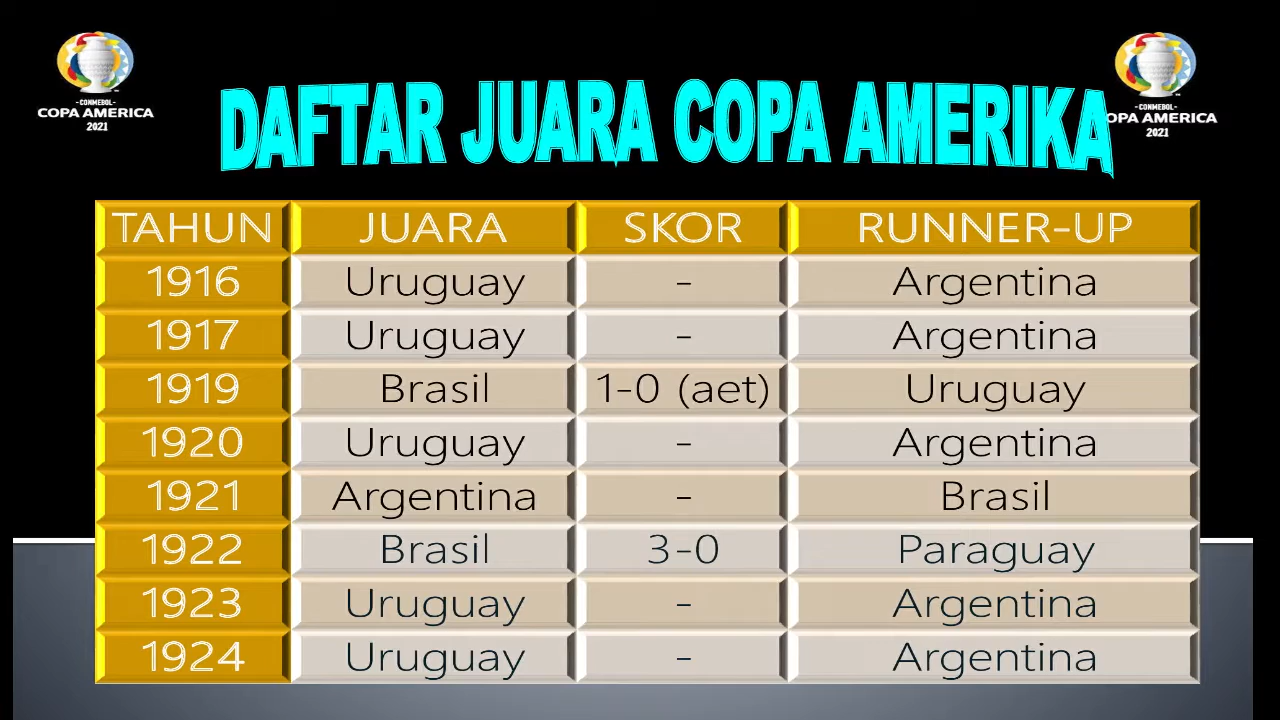 -CONMEBOL-
COPA AMERICA
2021
-CONMEBOL-
OPA AMERICA
2021
DAFTAR JUARA COPA AMERIKA
TAHUN JUARA SKOR RUNNER-UP
1916 Uruguay - Argentina
1917 Uruguay - Argentina
1919 Brasil 1-0 (aet) Uruguay
1920 Uruguay - Argentina
1921 Argentina - Brasil
1922 Brasil 3-0 Paraguay
1923 Uruguay - Argentina
1924 Uruguay - Argentina